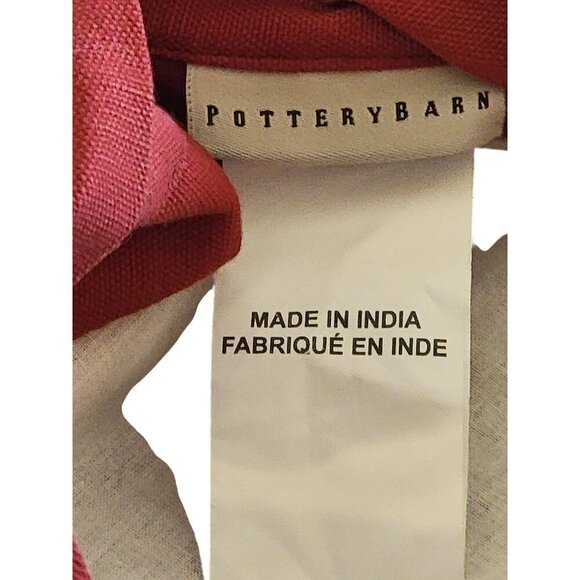 POTTERYBARN
MADE IN INDIA
FABRIQUÉ EN INDE